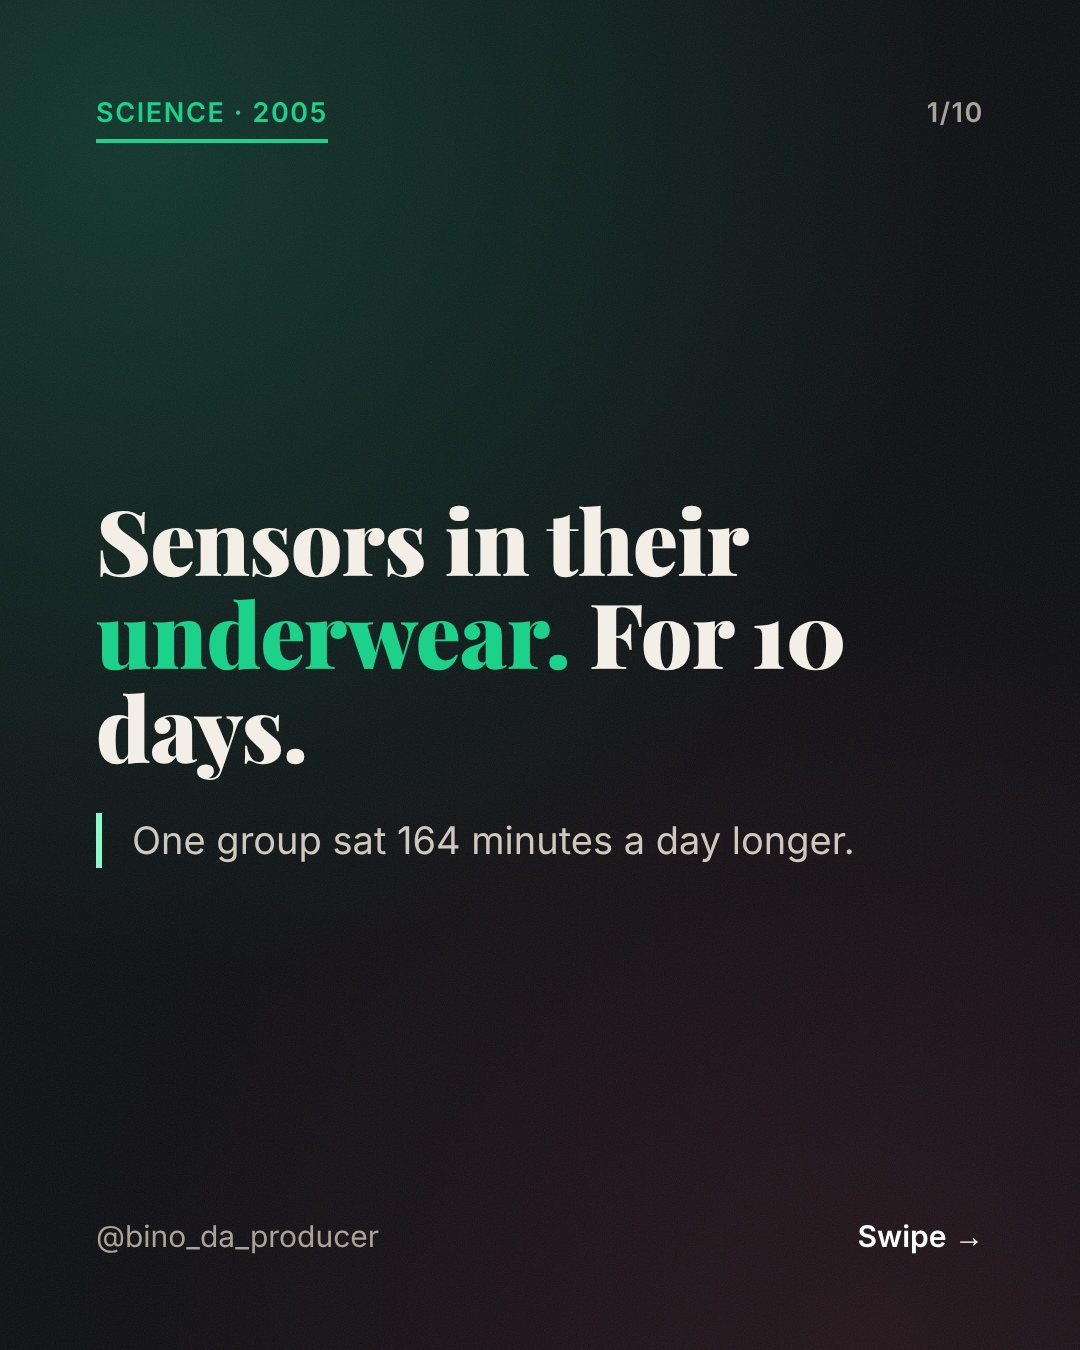 SCIENCE · 2005
1/10
Sensors in their
underwear. For 10
days.
One group sat 164 minutes a day longer.
@bino_da_producer
Swipe →